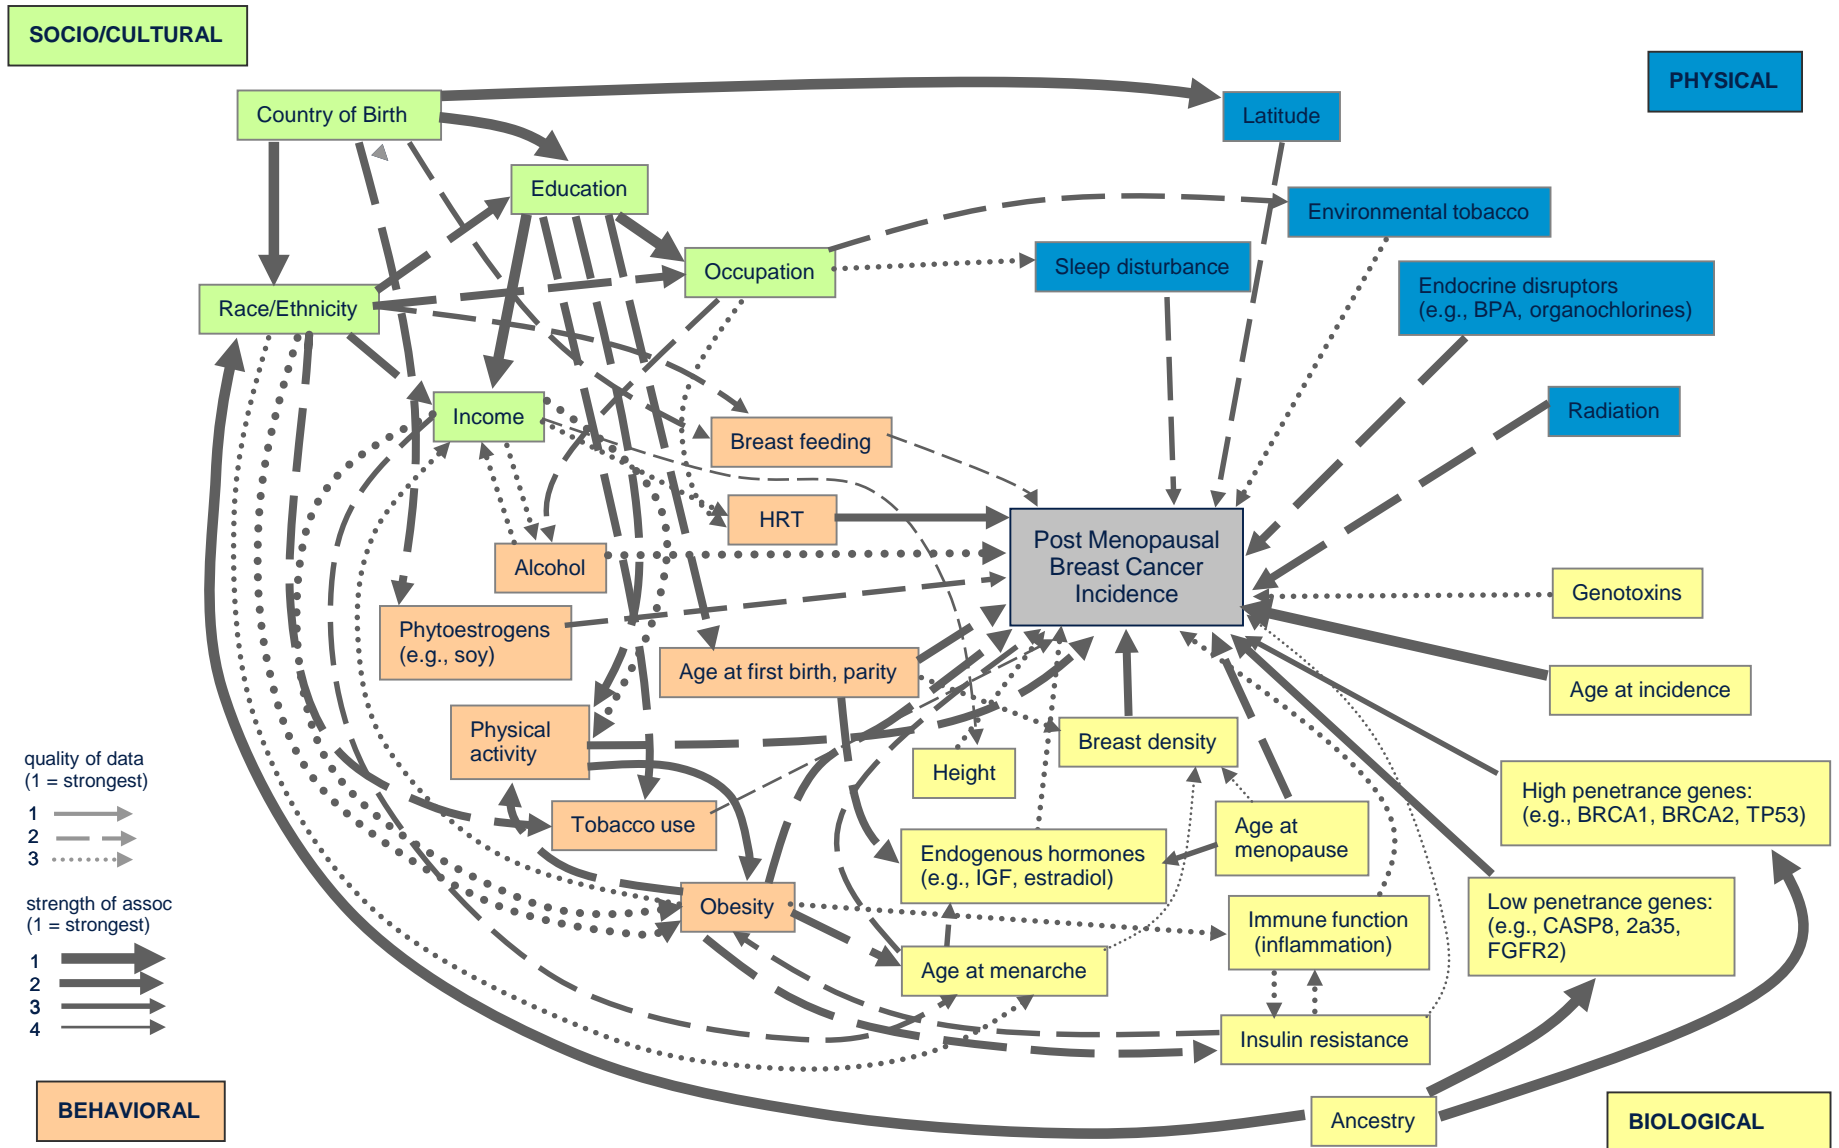 SOCIO/CULTURAL
PHYSICAL
Country of Birth
Latitude
Education
Environmental tobacco
Occupation
Sleep disturbance
Endocrine disruptors
(e.g., BPA, organochlorines)
Race/Ethnicity
Income
Radiation
Breast feeding
HRT
Post Menopausal
Breast Cancer
Incidence
Alcohol
Genotoxins
Phytoestrogens
(e.g., soy)
Age at first birth, parity
Age at incidence
Physical
activity
Breast density
Height
High penetrance genes:
(e.g., BRCA1, BRCA2, TP53)
Tobacco use
Age at
menopause
Endogenous hormones
(e.g., IGF, estradiol)
Obesity
Immune function
(inflammation)
Low penetrance genes:
(e.g., CASP8, 2a35,
FGFR2)
Age at menarche
Insulin resistance
Ancestry
quality of data
(1 = strongest)
1
2
3
strength of assoc
(1 = strongest)
1
2
3
4
BEHAVIORAL
BIOLOGICAL